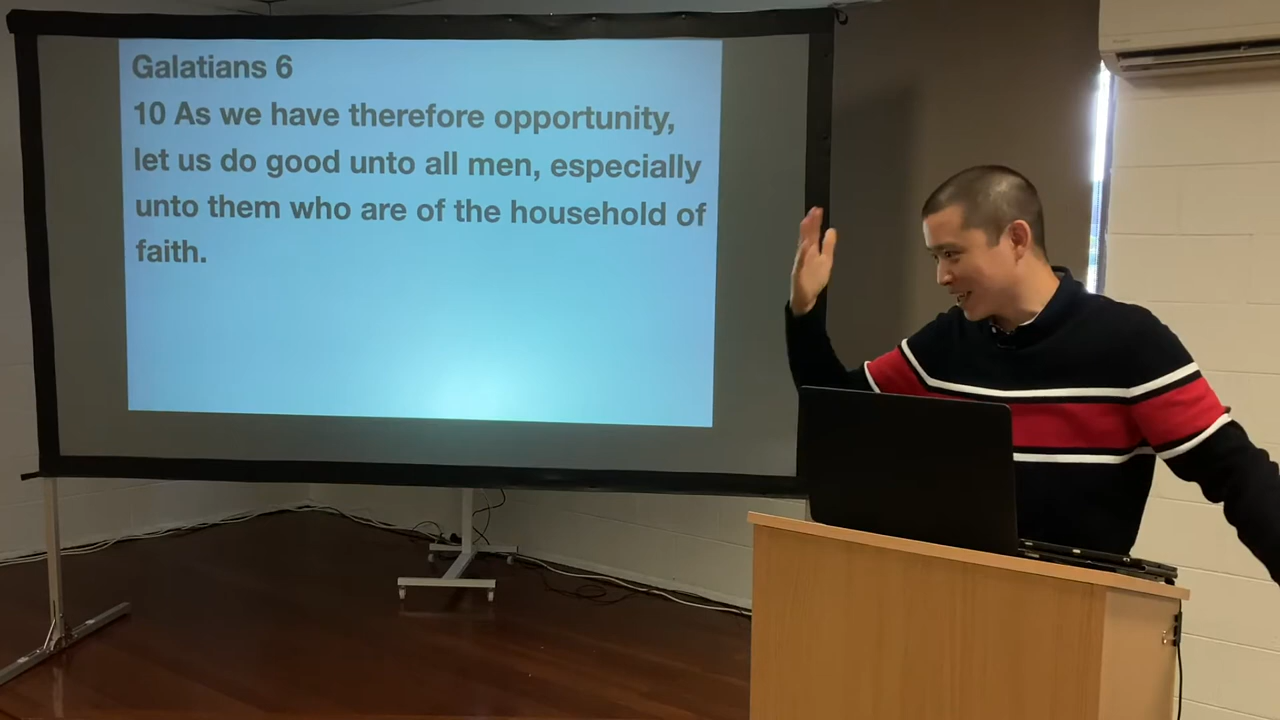 Galatians 6
10 As we have therefore opportunity,
let us do good unto all men, especially
unto them who are of the household of
faith.